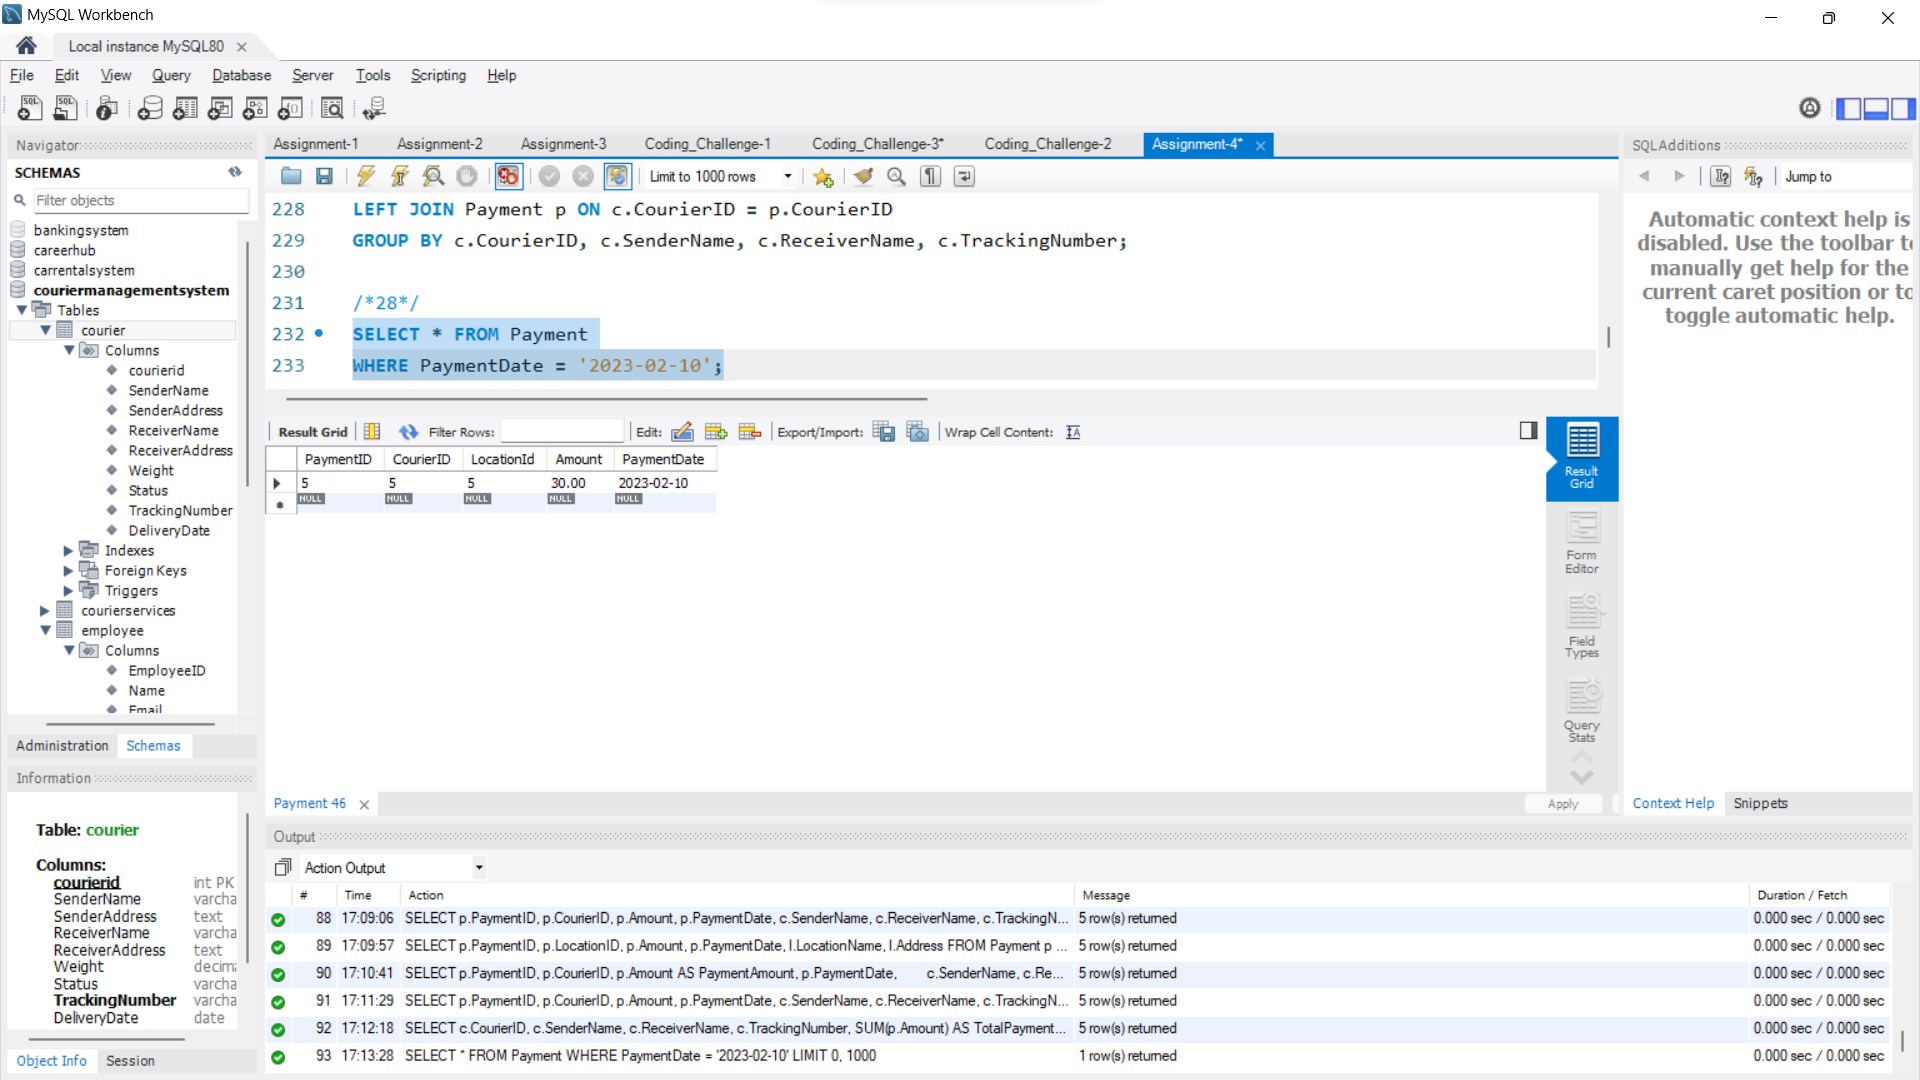 MySQL Workbench
Local instance MySQL80
File Edit View Query Database Server Tools Scripting Help
Navigator
SCHEMAS
Filter objects
bankingsystem
careerhub
carrentalsystem
couriermanagementsystem
Tables
courier
Columns
courierid
SenderName
SenderAddress
ReceiverName
ReceiverAddress
Weight
Status
TrackingNumber
DeliveryDate
Indexes
Foreign Keys
Triggers
courierservices
employee
Columns
EmployeeID
Name
Email
Administration Schemas
Information
Table: courier
Columns:
courierid int PK
SenderName varcha
SenderAddress text
ReceiverName varcha
ReceiverAddress text
Weight decim
Status varcha
TrackingNumber varcha
DeliveryDate date
Object Info Session
Assignment-1 Assignment-2 Assignment-3 Coding_Challenge-1 Coding_Challenge-3* Coding_Challenge-2 Assignment-4*
Limit to 1000 rows
228 LEFT JOIN Payment p ON c.CourierID = p.CourierID
229 GROUP BY c.CourierID, c.SenderName, c.ReceiverName, c.TrackingNumber;
230
231 /*28*/
232 SELECT * FROM Payment
233 WHERE PaymentDate = '2023-02-10';
Result Grid Filter Rows: Edit: Export/Import: Wrap Cell Content:
PaymentID CourierID LocationId Amount PaymentDate
5 5 5 30.00 2023-02-10
NULL NULL NULL NULL NULL
Result Grid
Form Editor
Field Types
Query Stats
Payment 46
Apply
Output
Action Output
# Time Action Message Duration / Fetch
88 17:09:06 SELECT p.PaymentID, p.CourierID, p.Amount, p.PaymentDate, c.SenderName, c.ReceiverName, c.TrackingN... 5 row(s) returned 0.000 sec / 0.000 sec
89 17:09:57 SELECT p.PaymentID, p.LocationID, p.Amount, p.PaymentDate, l.LocationName, l.Address FROM Payment p ... 5 row(s) returned 0.000 sec / 0.000 sec
90 17:10:41 SELECT p.PaymentID, p.CourierID, p.Amount AS PaymentAmount, p.PaymentDate, c.SenderName, c.Re... 5 row(s) returned 0.000 sec / 0.000 sec
91 17:11:29 SELECT p.PaymentID, p.CourierID, p.Amount, p.PaymentDate, c.SenderName, c.ReceiverName, c.TrackingN... 5 row(s) returned 0.000 sec / 0.000 sec
92 17:12:18 SELECT c.CourierID, c.SenderName, c.ReceiverName, c.TrackingNumber, SUM(p.Amount) AS TotalPayment... 5 row(s) returned 0.000 sec / 0.000 sec
93 17:13:28 SELECT * FROM Payment WHERE PaymentDate = '2023-02-10' LIMIT 0, 1000 1 row(s) returned 0.000 sec / 0.000 sec
SQLAdditions
Jump to
Automatic context help is
disabled. Use the toolbar to
manually get help for the
current caret position or to
toggle automatic help.
Context Help Snippets